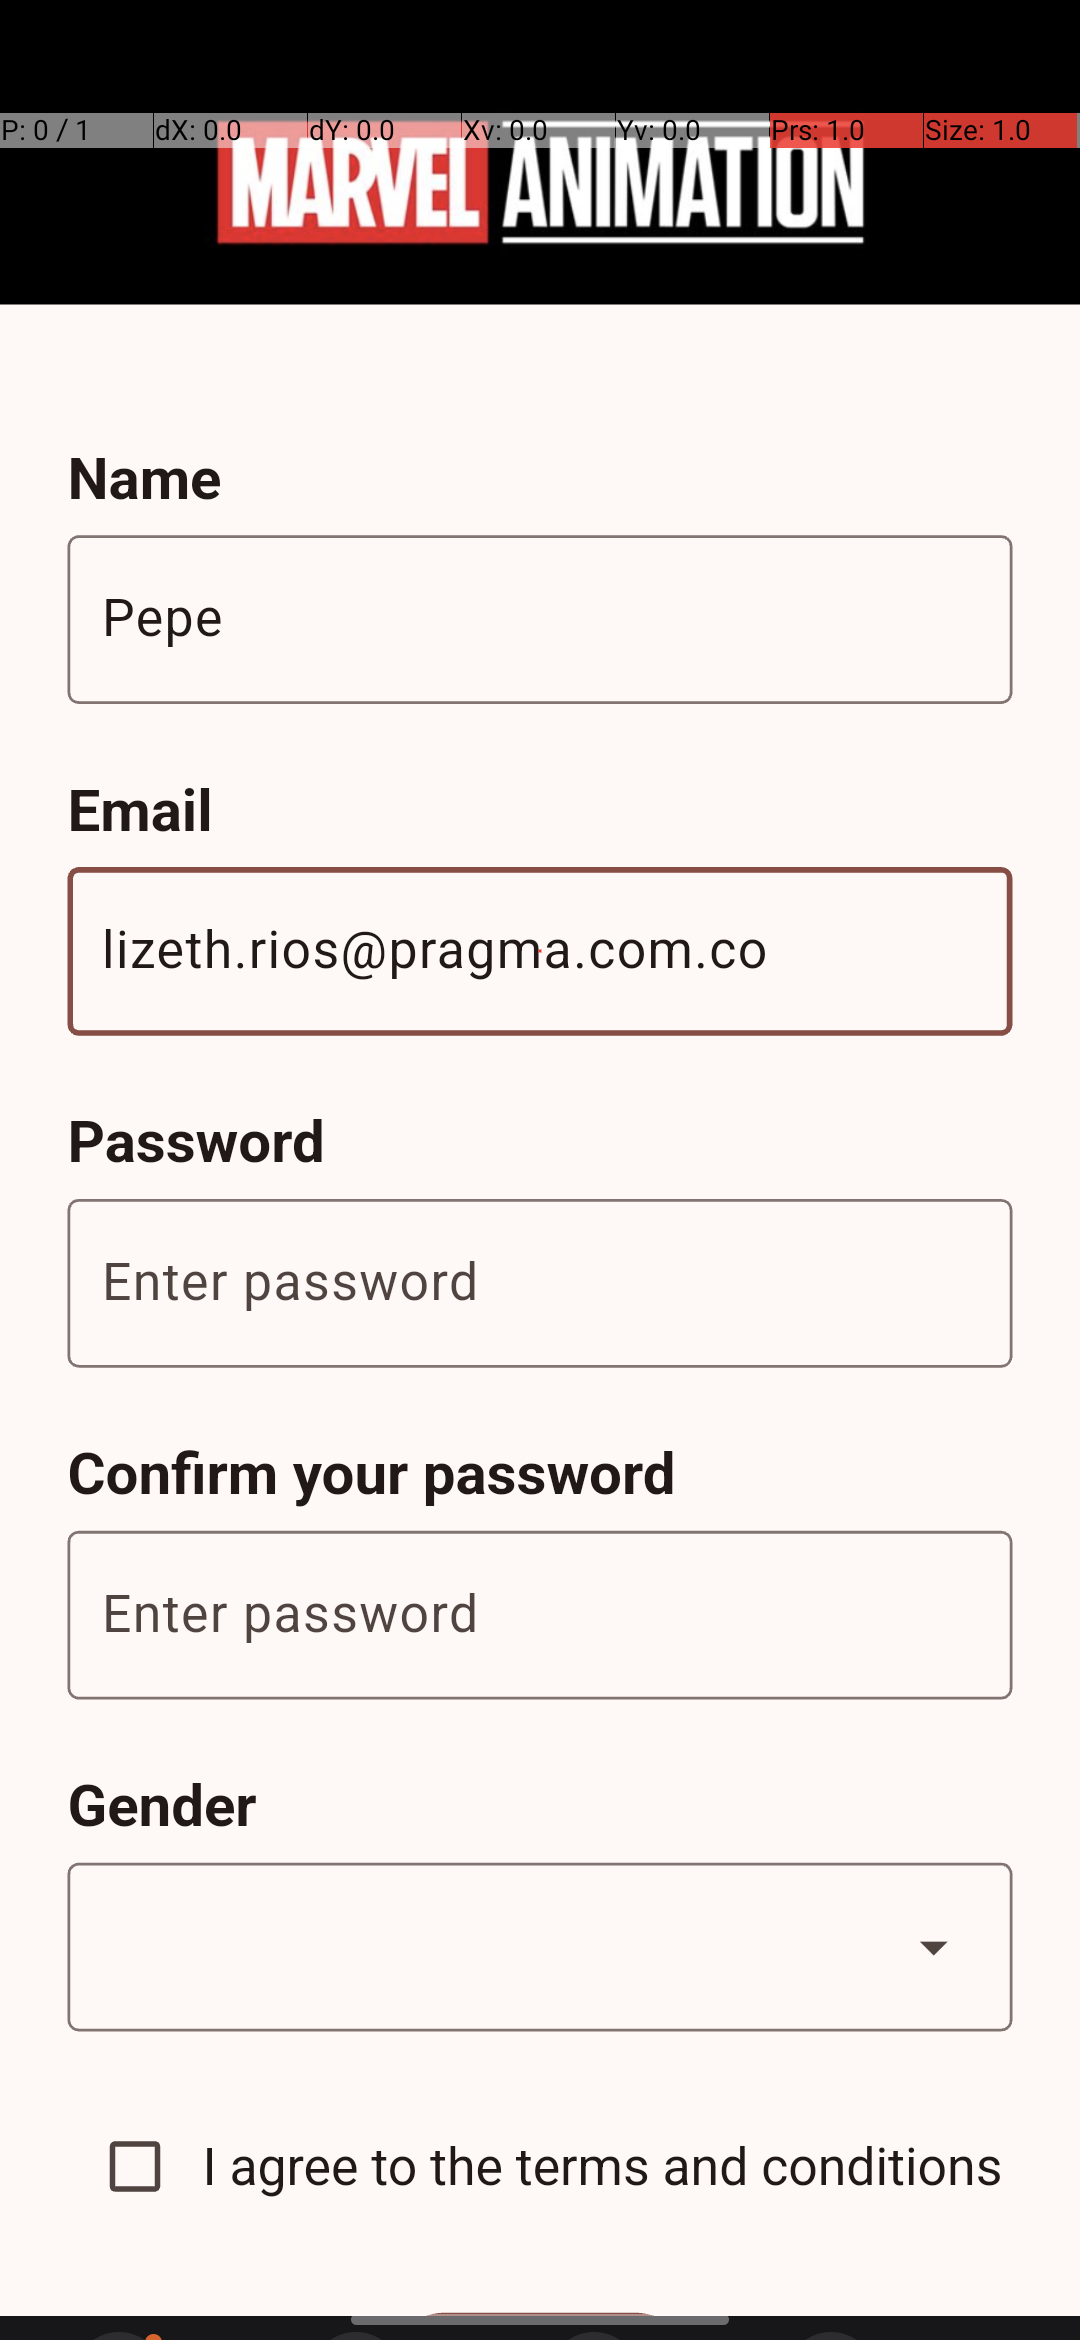 P: 0 / 1 dX: 0.0 dY: 0.0 Xv: 0.0 Yv: 0.0 Prs: 1.0 Size: 1.0
MARVEL ANIMATION
Name
Pepe
Email
lizeth.rios@pragma.com.co
Password
Enter password
Confirm your password
Enter password
Gender
I agree to the terms and conditions